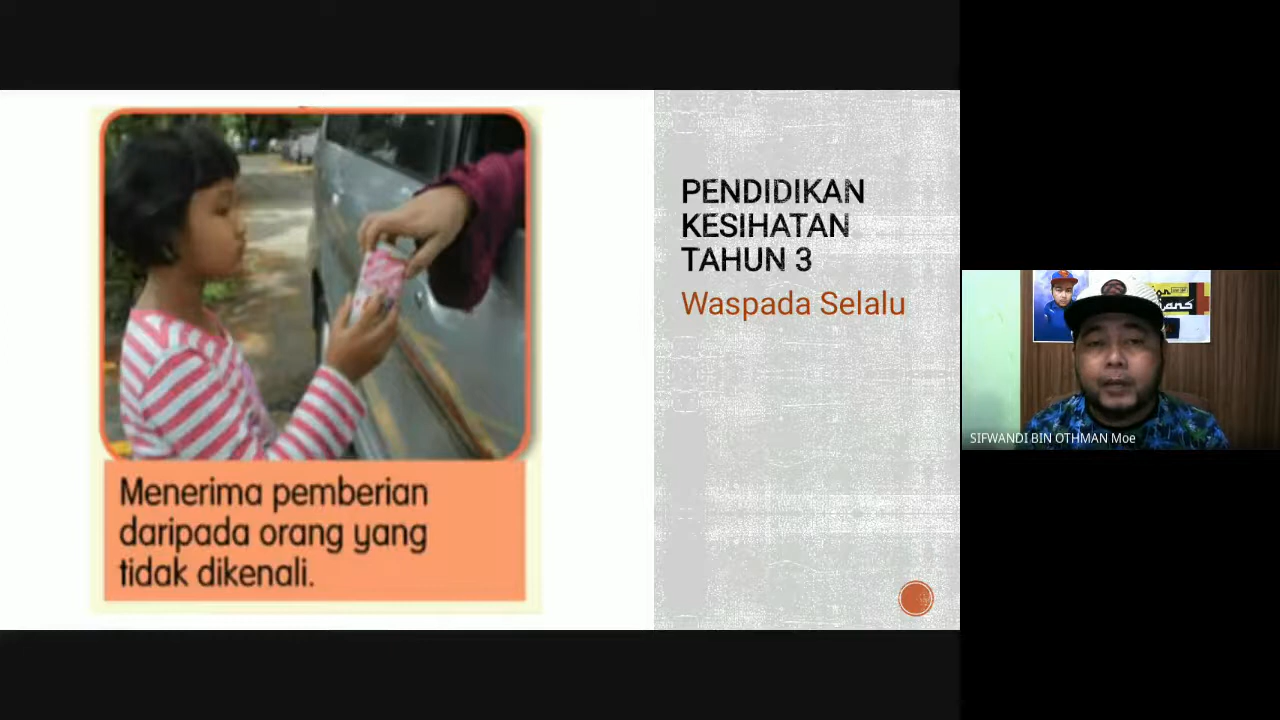 Menerima pemberian
daripada orang yang
tidak dikenali.
PENDIDIKAN
KESIHATAN
TAHUN 3
Waspada Selalu
SIFWANDI BIN OTHMAN Moe